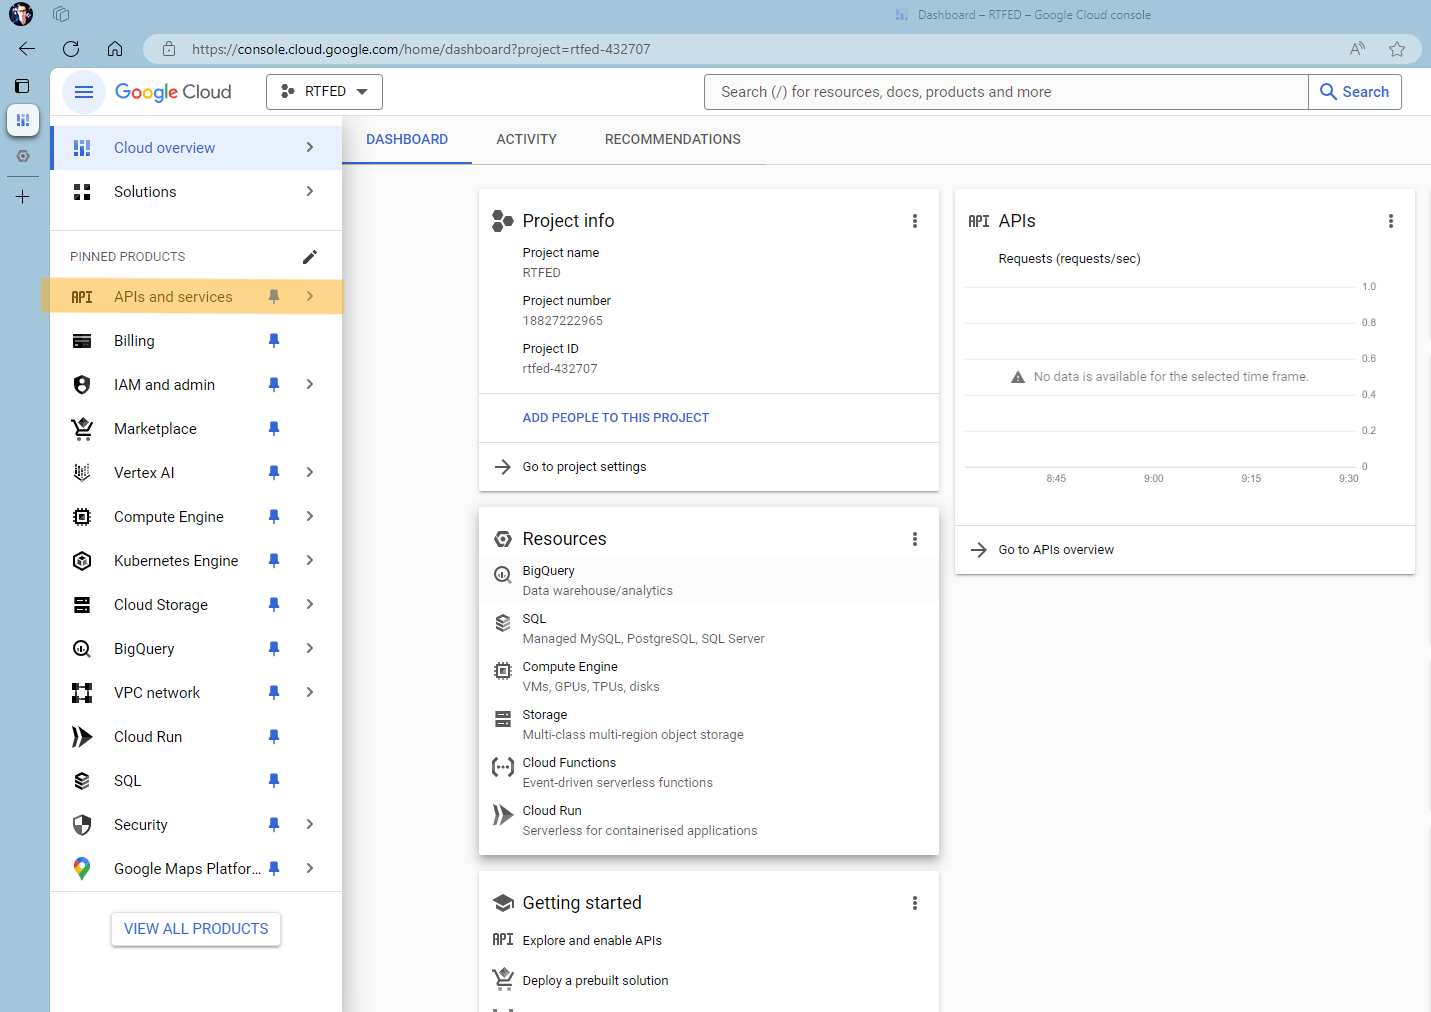 Dashboard – RTFED – Google Cloud console
https://console.cloud.google.com/home/dashboard?project=rtfed-432707
Google Cloud
RTFED
Search (/) for resources, docs, products and more
Search
Cloud overview
Solutions
PINNED PRODUCTS
API APIs and services
Billing
IAM and admin
Marketplace
Vertex AI
Compute Engine
Kubernetes Engine
Cloud Storage
BigQuery
VPC network
Cloud Run
SQL
Security
Google Maps Platfor...
VIEW ALL PRODUCTS
DASHBOARD ACTIVITY RECOMMENDATIONS
Project info
Project name
RTFED
Project number
18827222965
Project ID
rtfed-432707
ADD PEOPLE TO THIS PROJECT
Go to project settings
Resources
BigQuery
Data warehouse/analytics
SQL
Managed MySQL, PostgreSQL, SQL Server
Compute Engine
VMs, GPUs, TPUs, disks
Storage
Multi-class multi-region object storage
Cloud Functions
Event-driven serverless functions
Cloud Run
Serverless for containerised applications
Getting started
API Explore and enable APIs
Deploy a prebuilt solution
API APIs
Requests (requests/sec)
1.0
0.8
0.6
No data is available for the selected time frame.
0.4
0.2
0
8:45 9:00 9:15 9:30
Go to APIs overview